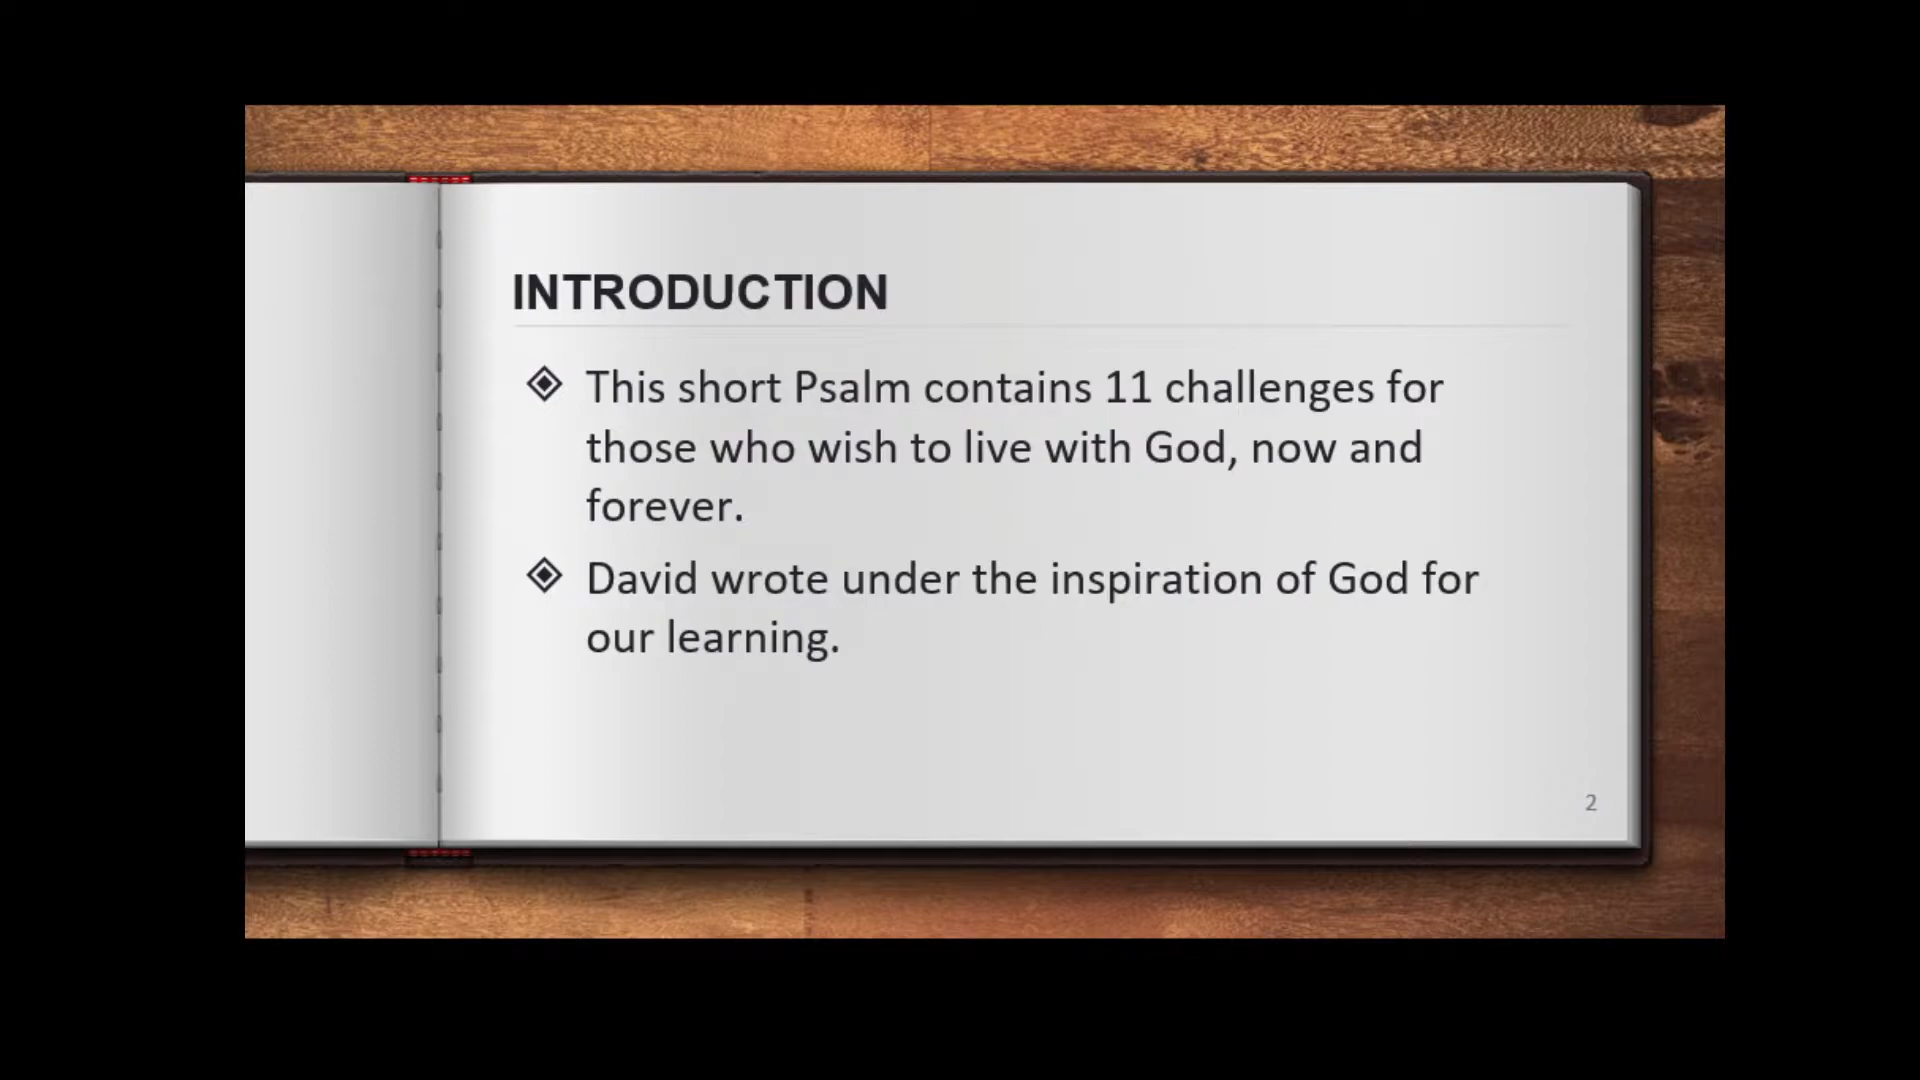 INTRODUCTION
This short Psalm contains 11 challenges for
those who wish to live with God, now and
forever.
David wrote under the inspiration of God for
our learning.
2